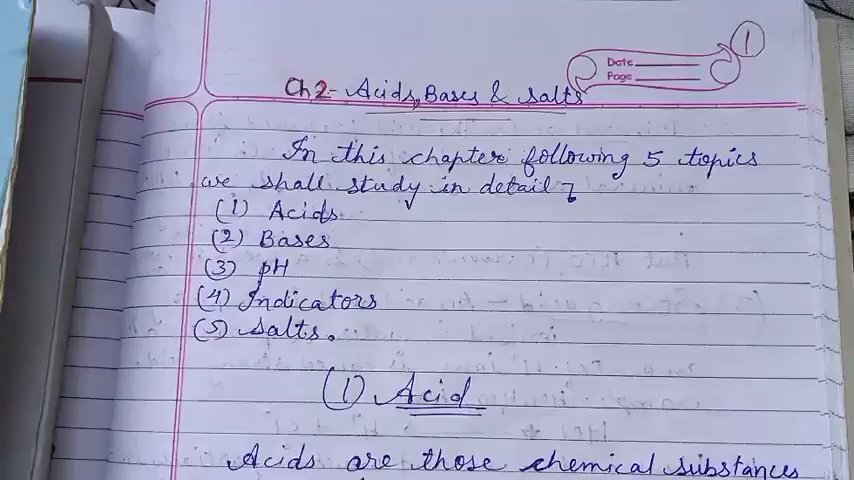 1
Date
Page
Ch 2- Acids, Bases & Salts
In this chapter following 5 topics
we shall study in detail
(1) Acids
(2) Bases
(3) pH
(4) Indicators
(5) Salts.
(1) Acid
Acids are those chemical substances